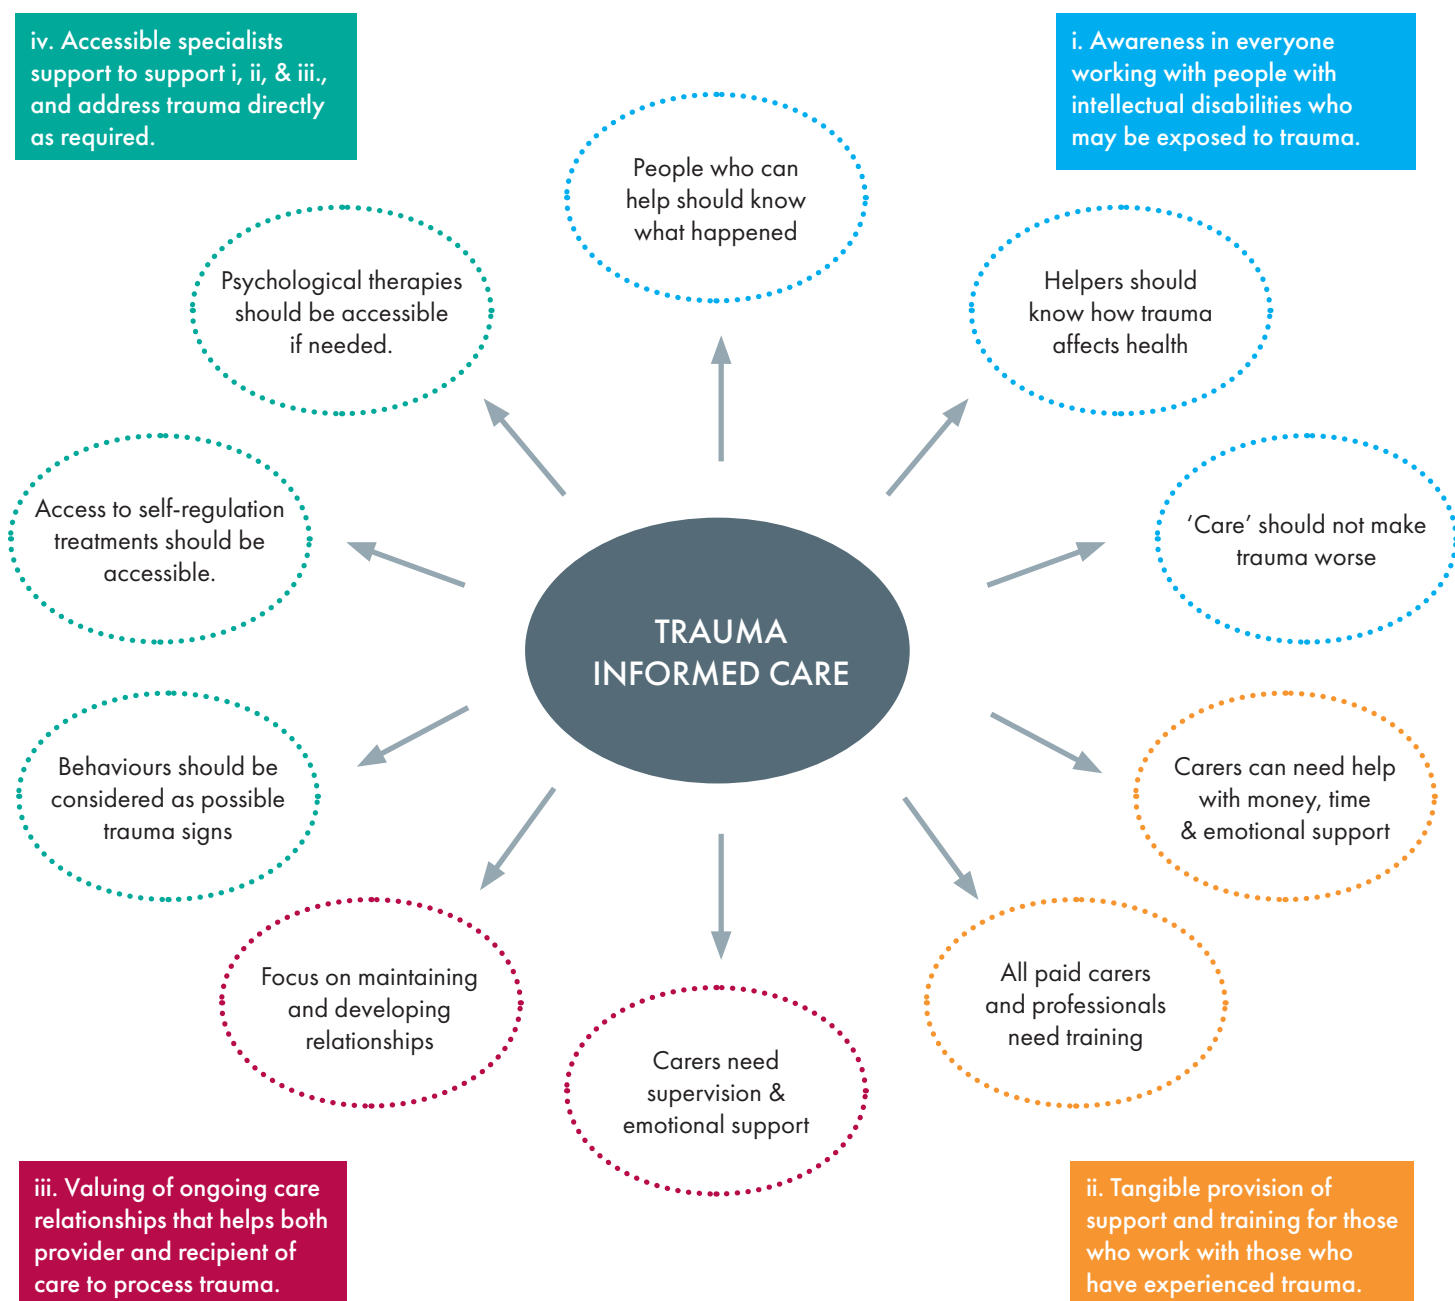 iv. Accessible specialists
support to support i, ii, & iii.,
and address trauma directly
as required.
i. Awareness in everyone
working with people with
intellectual disabilities who
may be exposed to trauma.
People who can
help should know
what happened
Psychological therapies
should be accessible
if needed.
Helpers should
know how trauma
affects health
Access to self-regulation
treatments should be
accessible.
‘Care’ should not make
trauma worse
TRAUMA
INFORMED CARE
Behaviours should be
considered as possible
trauma signs
Carers can need help
with money, time
& emotional support
Focus on maintaining
and developing
relationships
Carers need
supervision &
emotional support
All paid carers
and professionals
need training
iii. Valuing of ongoing care
relationships that helps both
provider and recipient of
care to process trauma.
ii. Tangible provision of
support and training for those
who work with those who
have experienced trauma.